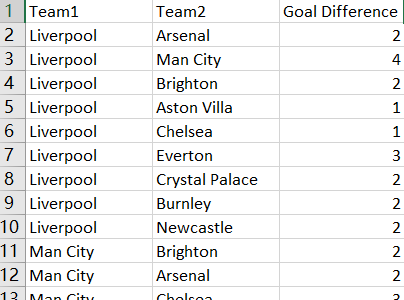 1 Team1 Team2 Goal Difference
2 Liverpool Arsenal 2
3 Liverpool Man City 4
4 Liverpool Brighton 2
5 Liverpool Aston Villa 1
6 Liverpool Chelsea 1
7 Liverpool Everton 3
8 Liverpool Crystal Palace 2
9 Liverpool Burnley 2
10 Liverpool Newcastle 2
11 Man City Brighton 2
12 Man City Arsenal 2
13 Man City Chelsea 3